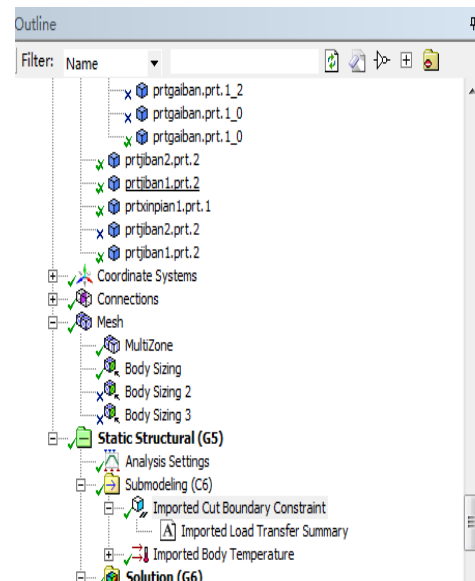 Outline
Filter: Name
prtgaiban.prt.1_2
prtgaiban.prt.1_0
prtgaiban.prt.1_0
prtjiban2.prt.2
prtjiban1.prt.2
prtxinpian1.prt.1
prtjiban2.prt.2
prtjiban1.prt.2
Coordinate Systems
Connections
Mesh
MultiZone
Body Sizing
Body Sizing 2
Body Sizing 3
Static Structural (G5)
Analysis Settings
Submodeling (C6)
Imported Cut Boundary Constraint
A Imported Load Transfer Summary
Imported Body Temperature
Solution (G6)